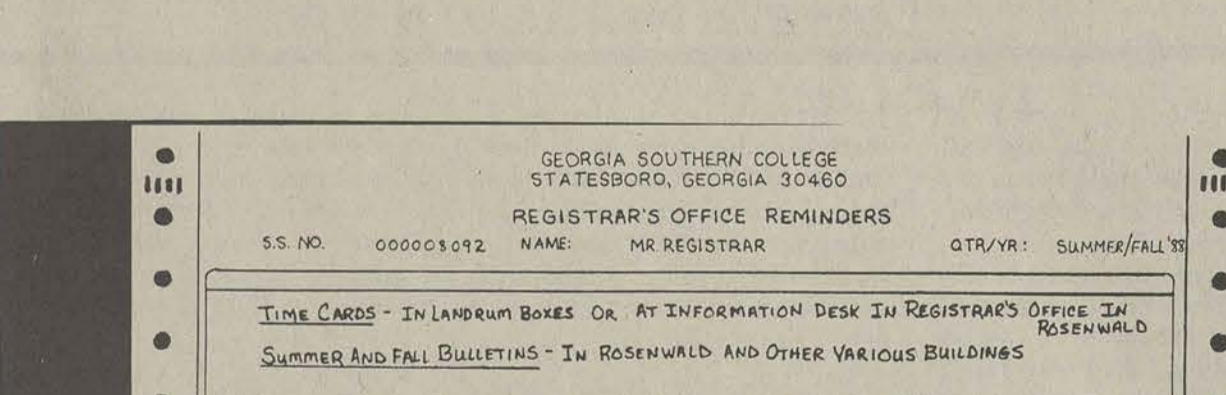 GEORGIA SOUTHERN COLLEGE
STATESBORO, GEORGIA 30460
REGISTRAR'S OFFICE REMINDERS
S.S. NO. 000008092 NAME: MR. REGISTRAR QTR/YR: SUMMER/FALL '88
TIME CARDS - IN LANDRUM BOXES OR AT INFORMATION DESK IN REGISTRAR'S OFFICE IN
ROSENWALD
SUMMER AND FALL BULLETINS - IN ROSENWALD AND OTHER VARIOUS BUILDINGS